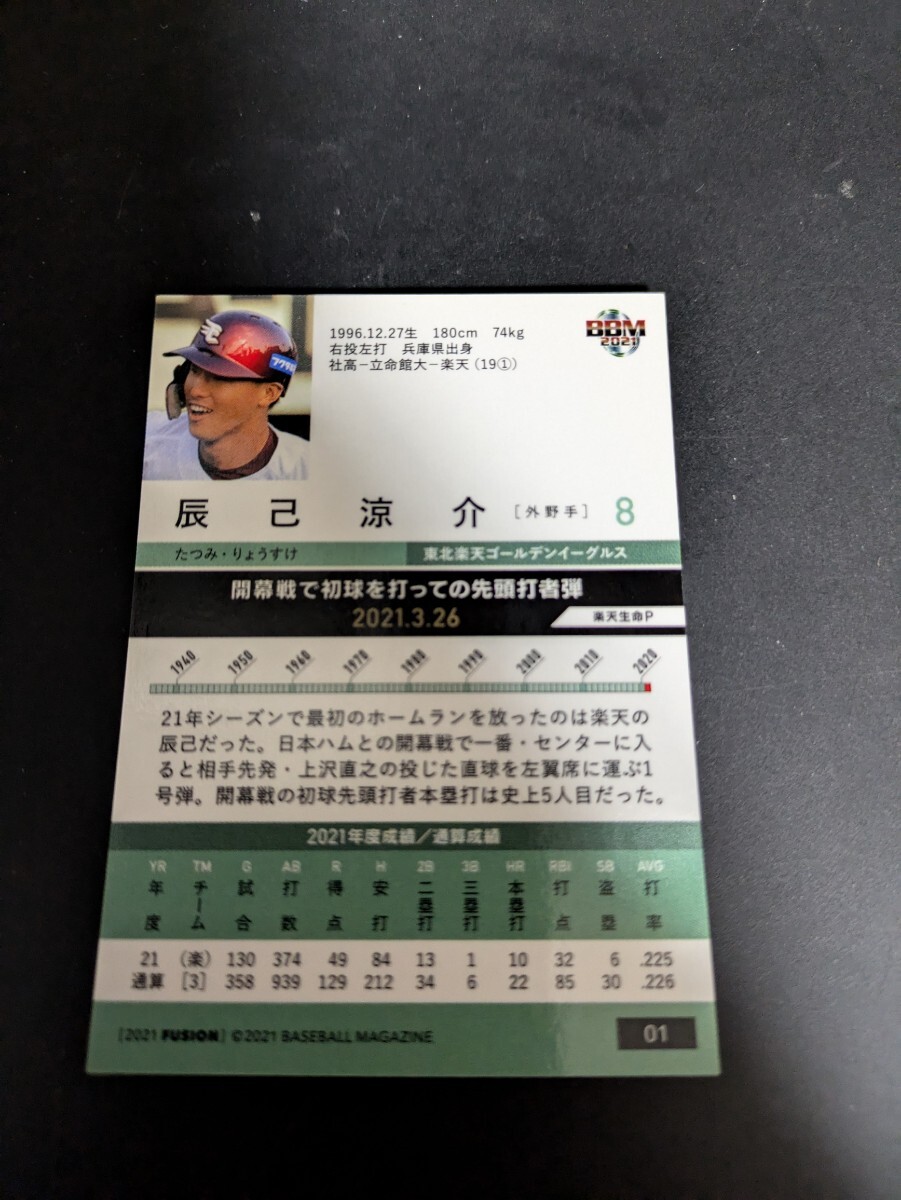 1996.12.27生 180cm 74kg
右投左打 兵庫県出身
社高－立命館大－楽天(19①)
BBM
2021
辰己涼介 [外野手] 8
たつみ・りょうすけ
東北楽天ゴールデンイーグルス
開幕戦で初球を打っての先頭打者弾
2021.3.26
楽天生命P
1940 1950 1960 1970 1980 1990 2000 2010 2020
21年シーズンで最初のホームランを放ったのは楽天の
辰己だった。日本ハムとの開幕戦で一番・センターに入
ると相手先発・上沢直之の投じた直球を左翼席に運ぶ1
号弾。開幕戦の初球先頭打者本塁打は史上5人目だった。
2021年度成績／通算成績
YR TM G AB R H 2B 3B HR RBI SB AVG
年度 チーム 試合 打数 得点 安打 二塁打 三塁打 本塁打 打点 盗塁 打率
21 (楽) 130 374 49 84 13 1 10 32 6 .225
通算 [3] 358 939 129 212 34 6 22 85 30 .226
[2021 FUSION] ©2021 BASEBALL MAGAZINE
01